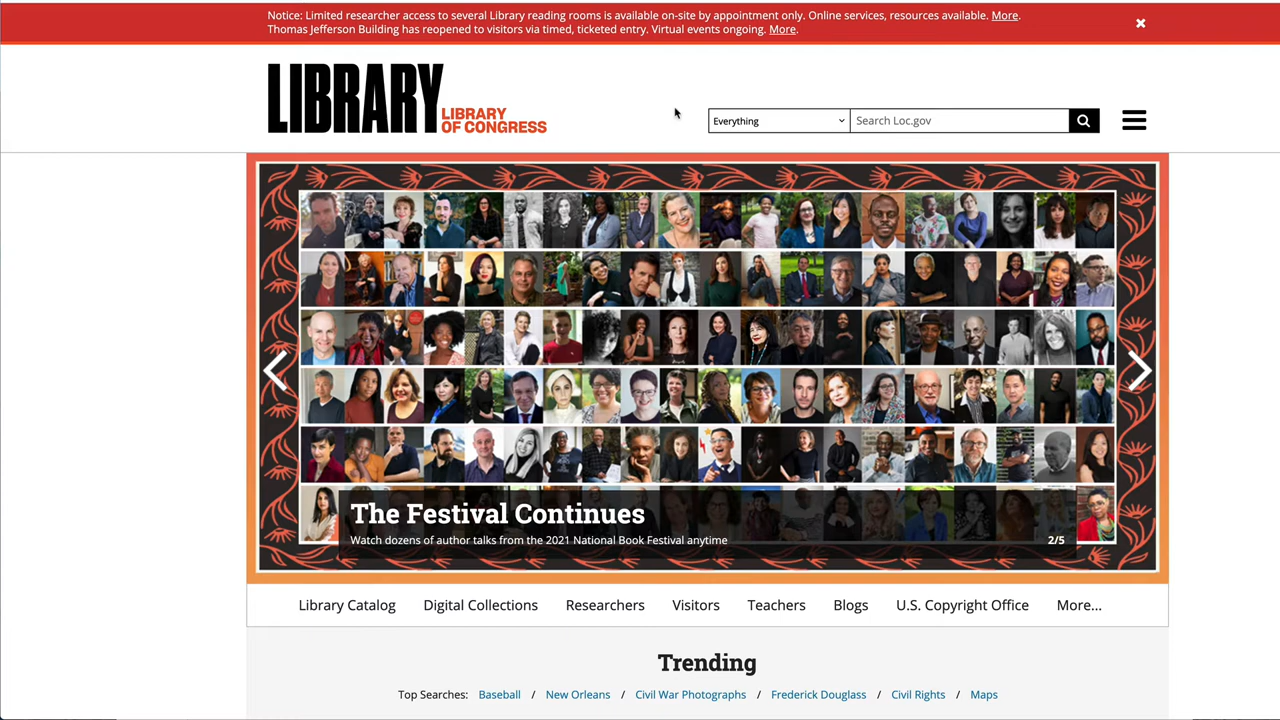 Notice: Limited researcher access to several Library reading rooms is available on-site by appointment only. Online services, resources available. More.
Thomas Jefferson Building has reopened to visitors via timed, ticketed entry. Virtual events ongoing. More.
LIBRARY
LIBRARY
OF CONGRESS
Everything
Search Loc.gov
The Festival Continues
Watch dozens of author talks from the 2021 National Book Festival anytime
2/5
Library Catalog
Digital Collections
Researchers
Visitors
Teachers
Blogs
U.S. Copyright Office
More...
Trending
Top Searches: Baseball / New Orleans / Civil War Photographs / Frederick Douglass / Civil Rights / Maps